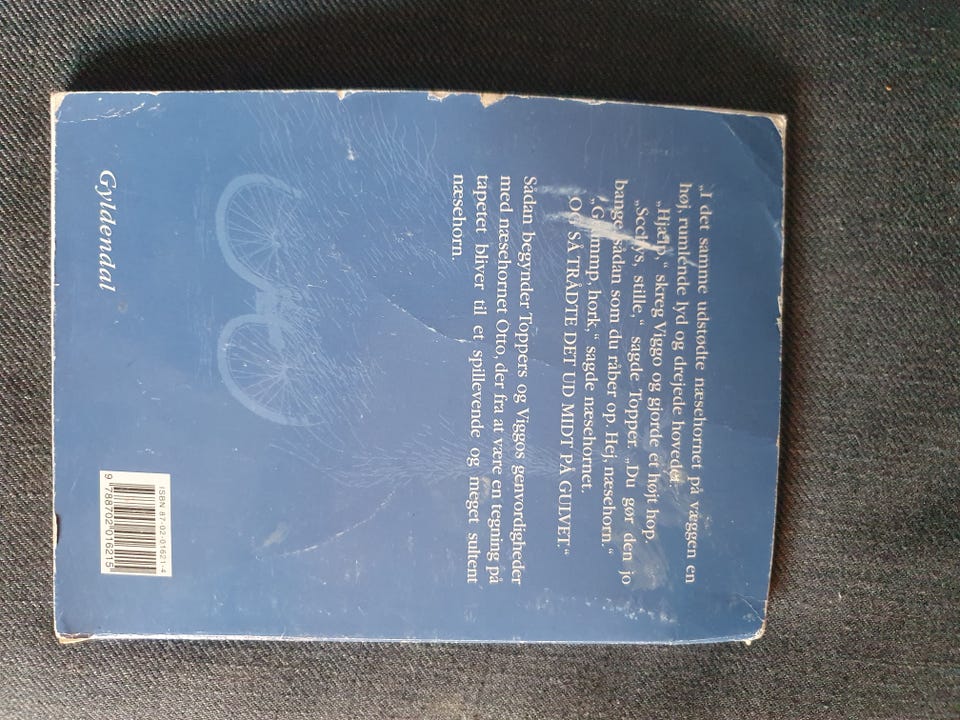 „I det samme udstødte næsehornet på væggen en
høj, rumlende lyd og drejede hovedet.
„Hjælp,“ skreg Viggo og gjorde et højt hop.
sagde Topper. „Du gør den jo
bange sådan som du råber op. Hej, næsehorn.“
hork,“ sagde næsehornet.
OG SÅ TRÅDTE DET UD MIDT PÅ GULVET.“
Sådan begynder Toppers og Viggos genvordigheder
med næsehornet Otto, der fra at være en tegning på
tapetet bliver til et spillevende og meget sultent
næsehorn.
Gyldendal
ISBN 87-02-01621-4
9 788702 016215